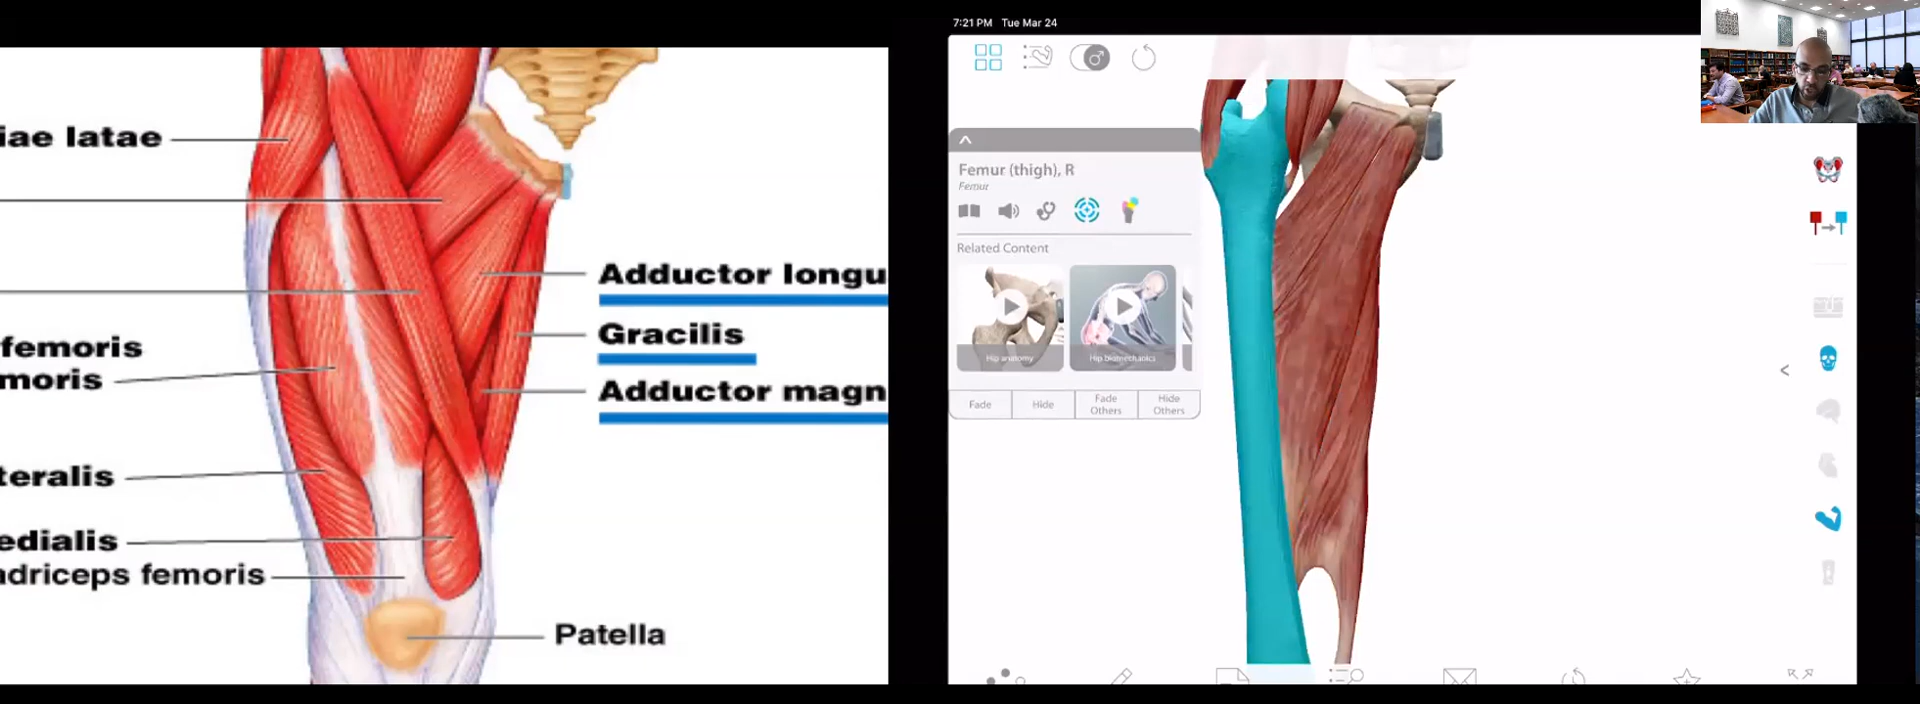 iae latae
femoris
moris
teralis
edialis
adriceps femoris
Adductor longu
Gracilis
Adductor magn
Patella
7:21 PM Tue Mar 24
Femur (thigh), R
Femur
Related Content
Hip anatomy
Hip biomechanics
Fade
Hide
Fade
Others
Hide
Others